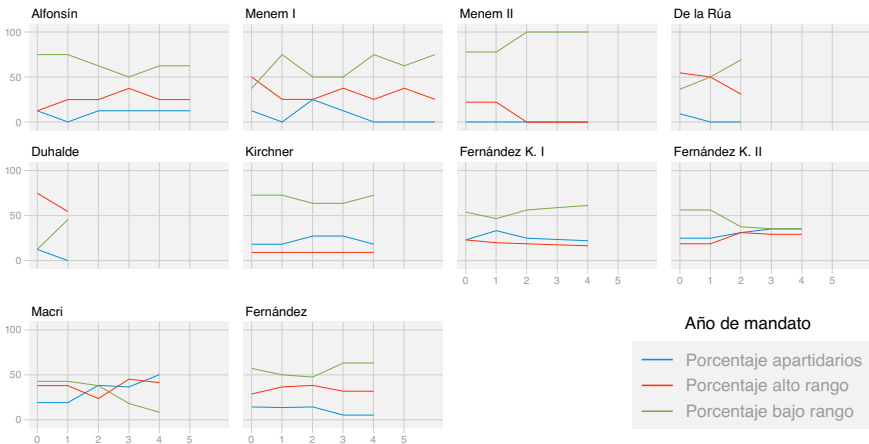 Alfonsín Menem I Menem II De la Rúa
100
50
0
Duhalde Kirchner Fernández K. I Fernández K. II
100
50
0
0 1 2 3 4 5 0 1 2 3 4 5
Macri Fernández
100
50
0
0 1 2 3 4 5 0 1 2 3 4 5
Año de mandato
Porcentaje apartidarios
Porcentaje alto rango
Porcentaje bajo rango